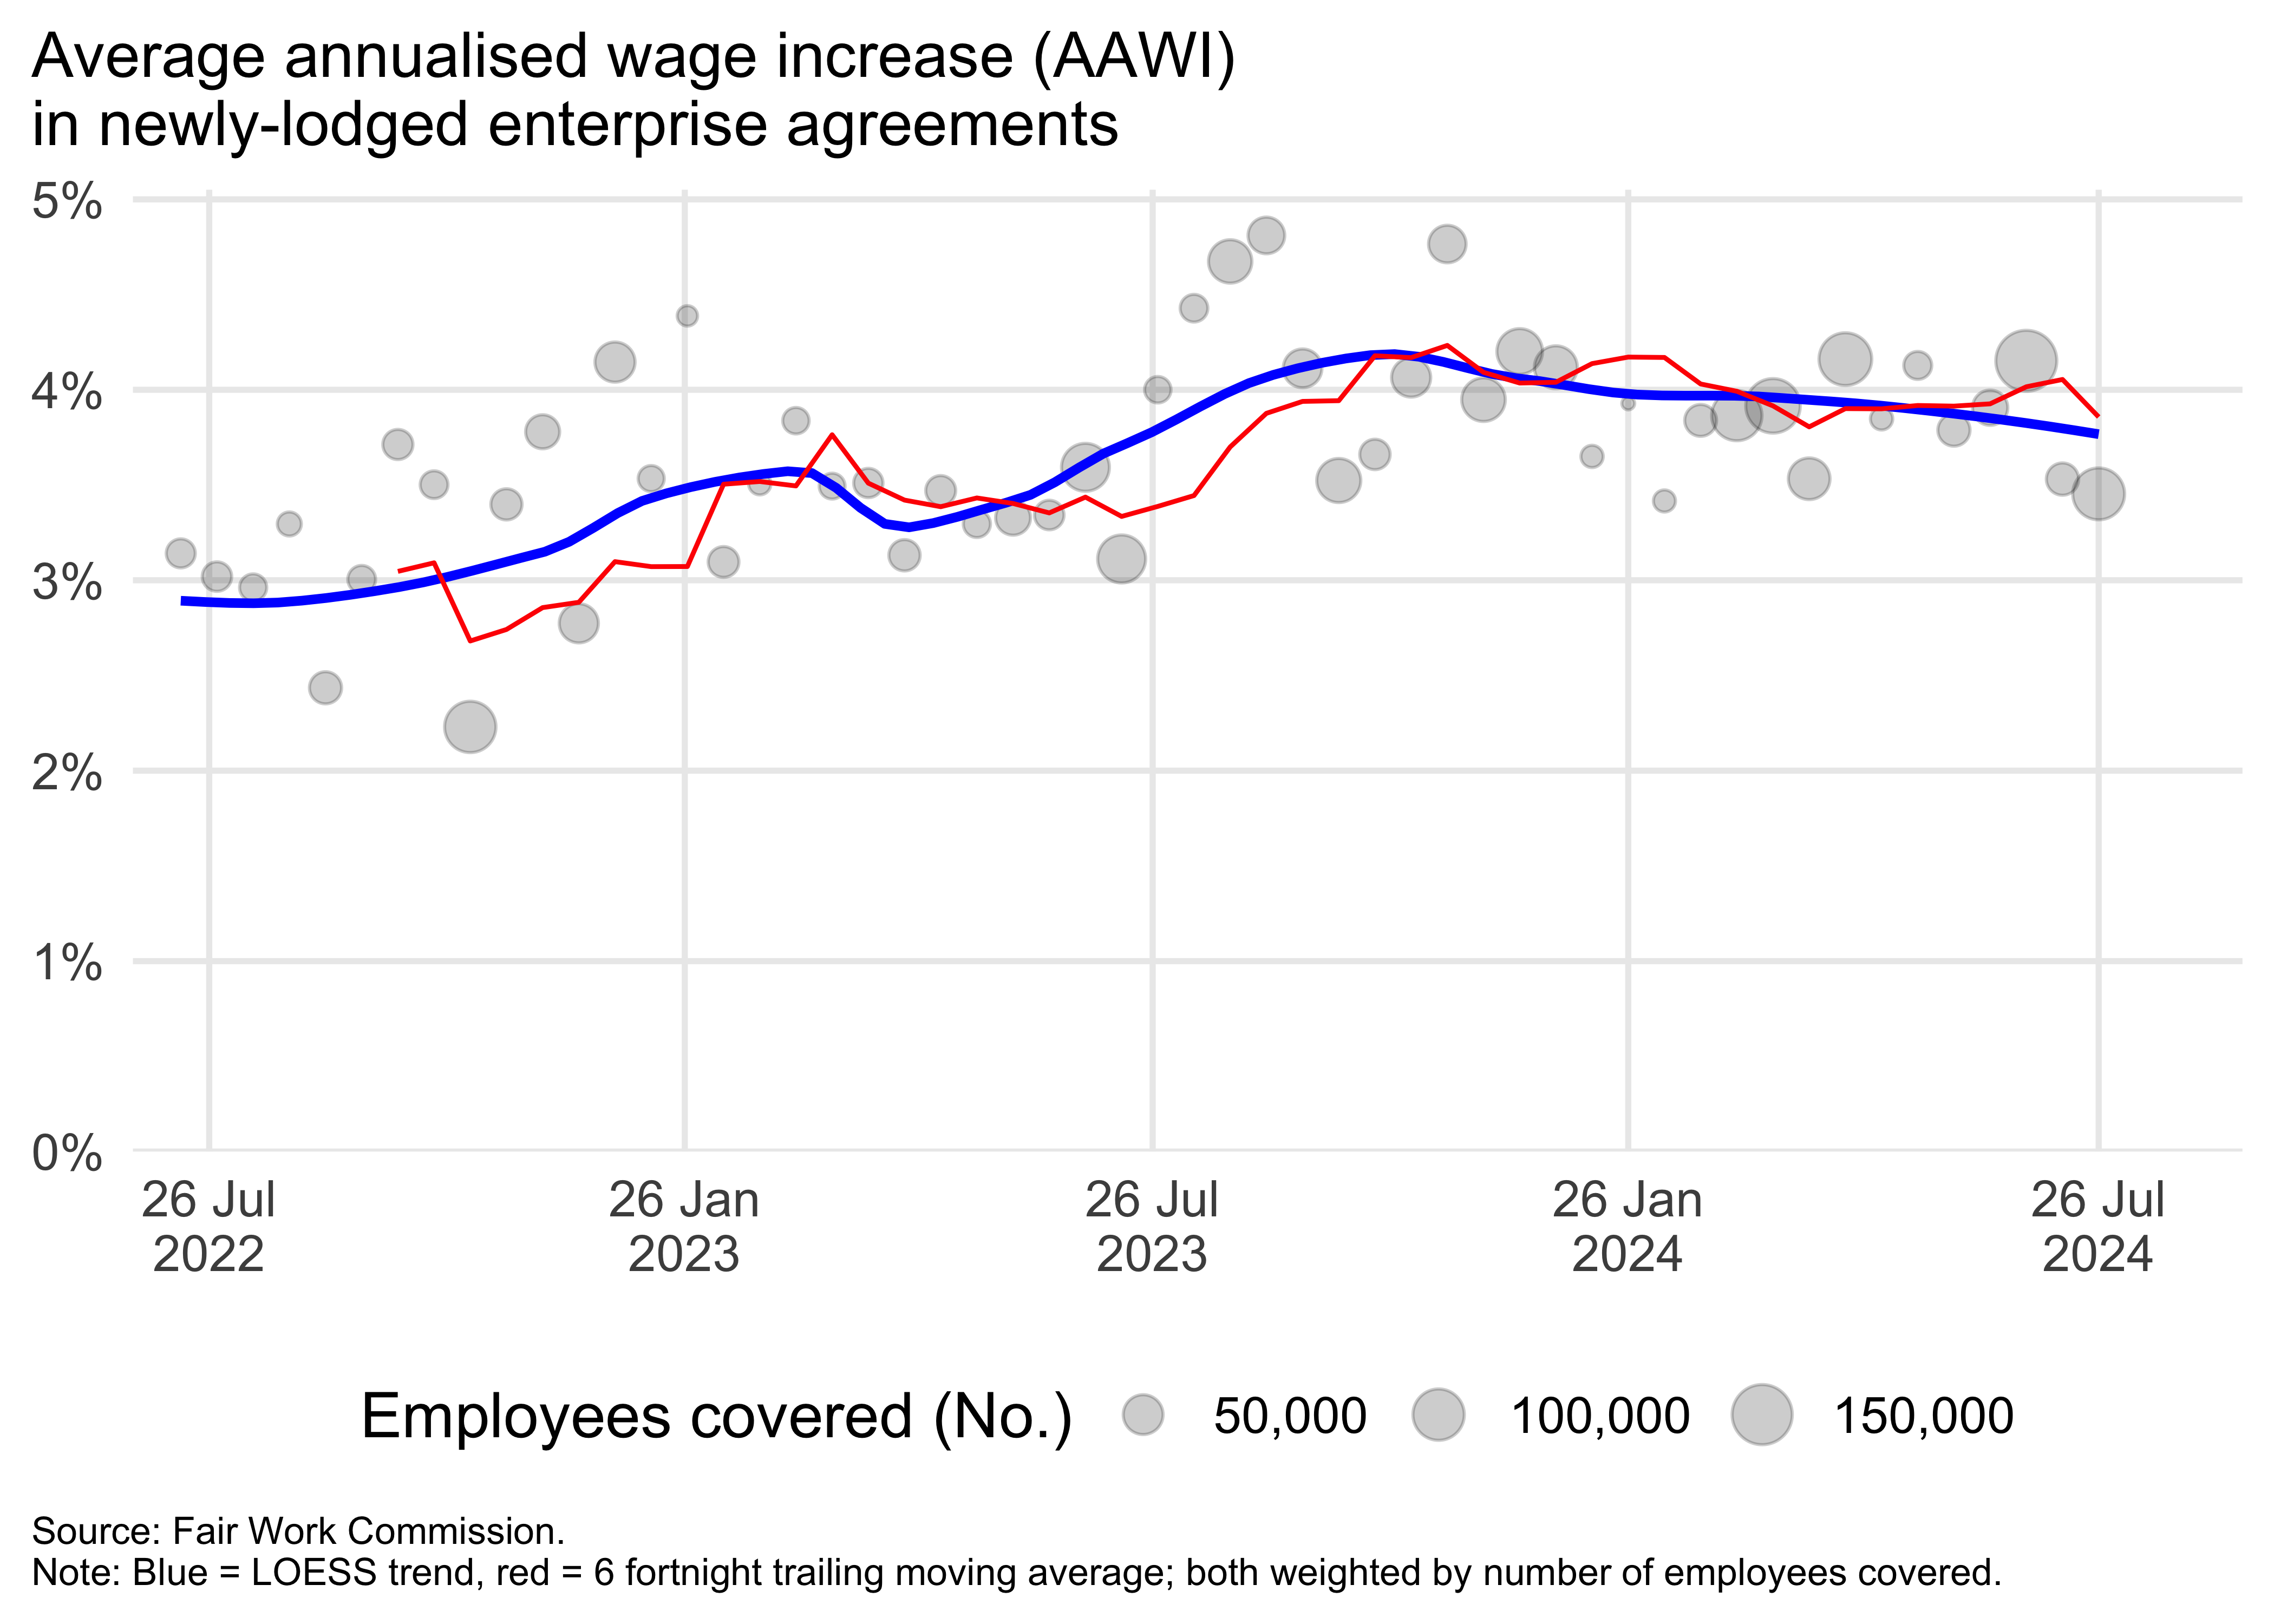 Average annualised wage increase (AAWI)
in newly-lodged enterprise agreements
5%
4%
3%
2%
1%
0%
26 Jul
2022
26 Jan
2023
26 Jul
2023
26 Jan
2024
26 Jul
2024
Employees covered (No.) 50,000 100,000 150,000
Source: Fair Work Commission.
Note: Blue = LOESS trend, red = 6 fortnight trailing moving average; both weighted by number of employees covered.